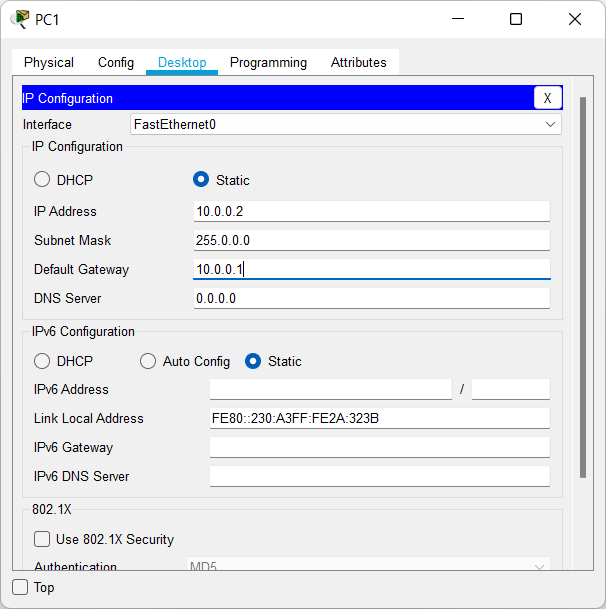 PC1
Physical Config Desktop Programming Attributes
IP Configuration X
Interface FastEthernet0
IP Configuration
DHCP Static
IP Address 10.0.0.2
Subnet Mask 255.0.0.0
Default Gateway 10.0.0.1
DNS Server 0.0.0.0
IPv6 Configuration
DHCP Auto Config Static
IPv6 Address /
Link Local Address FE80::230:A3FF:FE2A:323B
IPv6 Gateway
IPv6 DNS Server
802.1X
Use 802.1X Security
Authentication MD5
Top